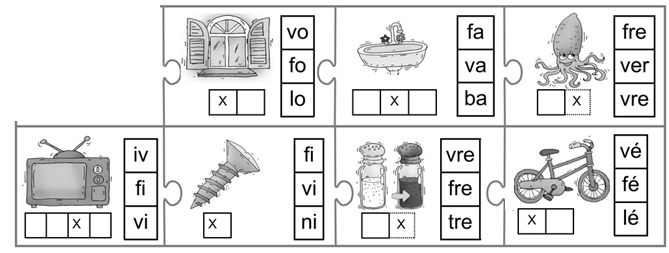 vo
fo
lo
x
fa
va
ba
x
fre
ver
vre
x
iv
fi
vi
x
fi
vi
ni
x
vre
fre
tre
x
vé
fé
lé
x